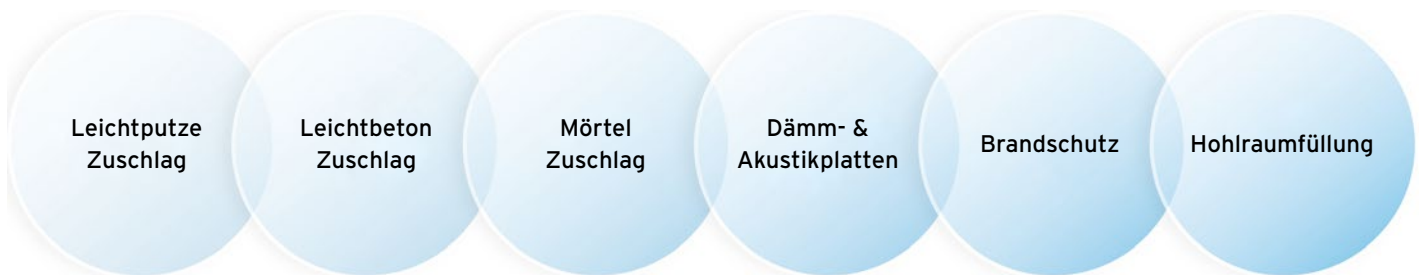 Leichtputze
Zuschlag
Leichtbeton
Zuschlag
Mörtel
Zuschlag
Dämm- &
Akustikplatten
Brandschutz
Hohlraumfüllung